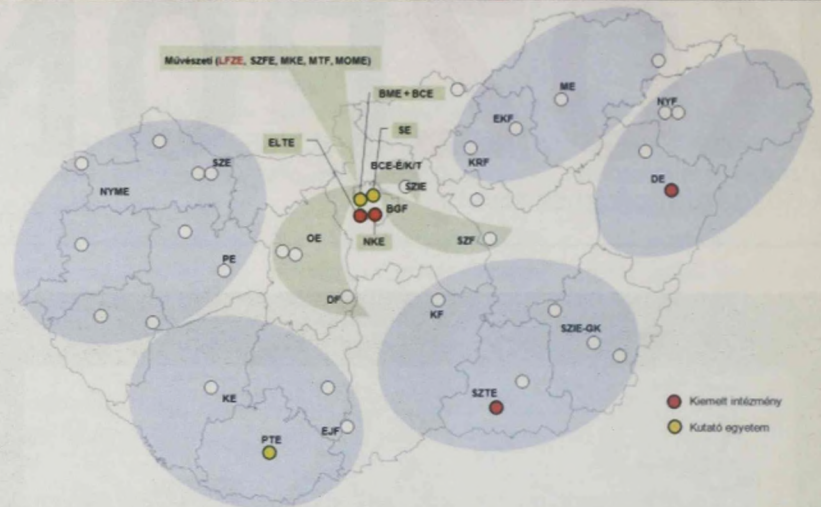 Művészeti (LFZE, SZFE, MKE, MTF, MOME)
BME + BCE
ELTE
SE
BCE-É/K/T
SZIE
BGF
NKE
ME
EKF
KRF
NYF
DE
SZE
NYME
PE
OE
DF
SZF
KF
SZIE-GK
SZTE
KE
EJF
PTE
Kiemelt intézmény
Kutató egyetem